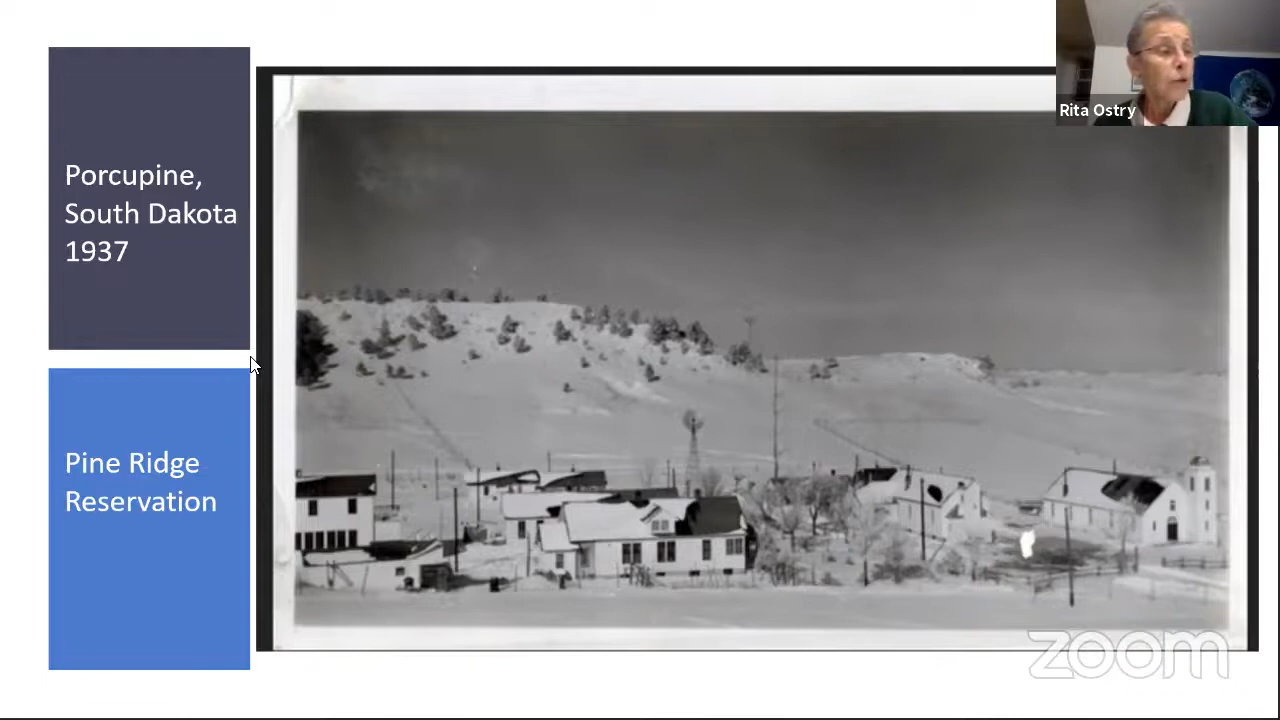 Porcupine,
South Dakota
1937
Pine Ridge
Reservation
Rita Ostry
zoom